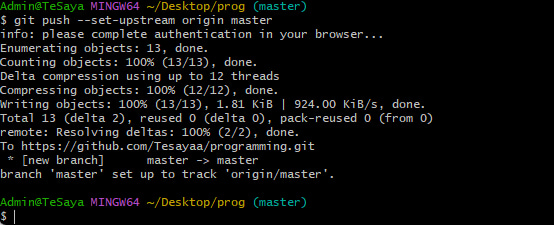 Admin@TeSaya MINGW64 ~/Desktop/prog (master)
$ git push --set-upstream origin master
info: please complete authentication in your browser...
Enumerating objects: 13, done.
Counting objects: 100% (13/13), done.
Delta compression using up to 12 threads
Compressing objects: 100% (12/12), done.
Writing objects: 100% (13/13), 1.81 KiB | 924.00 KiB/s, done.
Total 13 (delta 2), reused 0 (delta 0), pack-reused 0 (from 0)
remote: Resolving deltas: 100% (2/2), done.
To https://github.com/Tesayaa/programming.git
 * [new branch]      master -> master
branch 'master' set up to track 'origin/master'.
Admin@TeSaya MINGW64 ~/Desktop/prog (master)
$